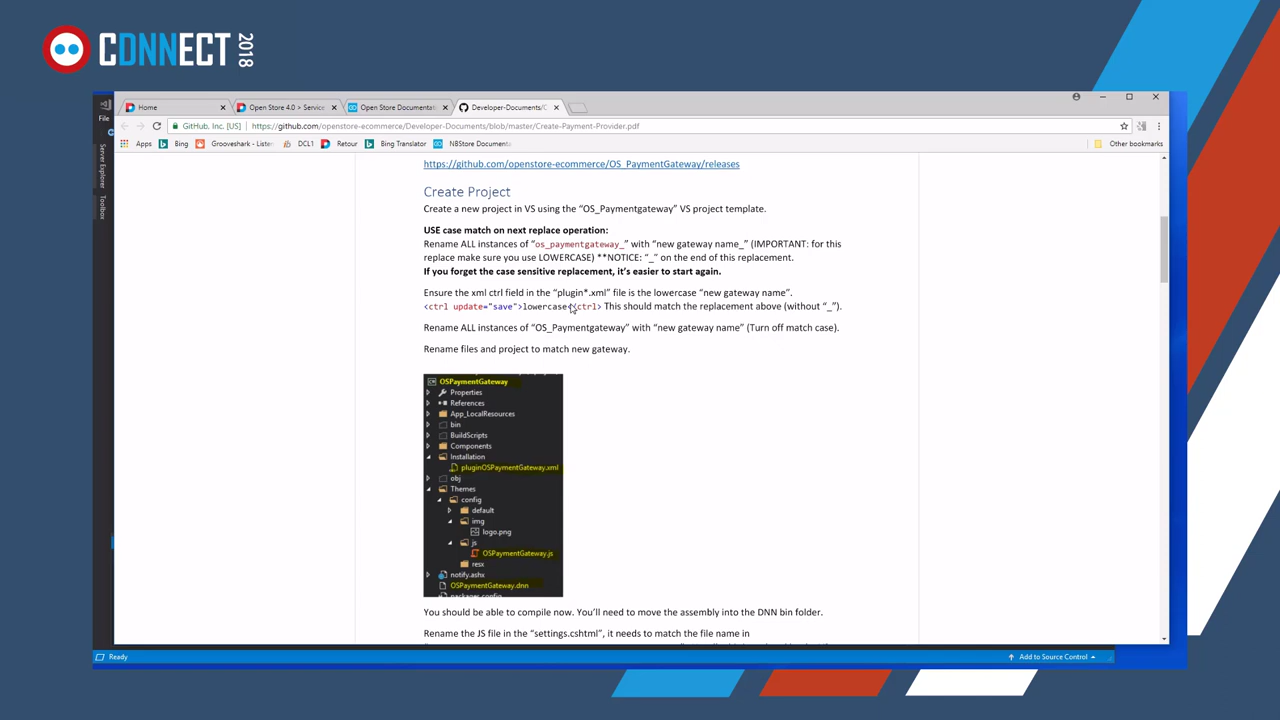 CDNNECT 2018
Home
Open Store 4.0 > Service
Open Store Documentat
Developer-Documents/C
File
GitHub, Inc. [US]
https://github.com/openstore-ecommerce/Developer-Documents/blob/master/Create-Payment-Provider.pdf
Apps
Bing
Grooveshark - Listen
DCL1
Retour
Bing Translator
NBStore Documenta
Other bookmarks
Server Explorer
Toolbox
https://github.com/openstore-ecommerce/OS_PaymentGateway/releases
Create Project
Create a new project in VS using the “OS_Paymentgateway” VS project template.
USE case match on next replace operation:
Rename ALL instances of “os_paymentgateway_” with “new gateway name_” (IMPORTANT: for this
replace make sure you use LOWERCASE) **NOTICE: “_” on the end of this replacement.
If you forget the case sensitive replacement, it’s easier to start again.
Ensure the xml ctrl field in the “plugin*.xml” file is the lowercase “new gateway name”.
<ctrl update="save">lowercase</ctrl> This should match the replacement above (without “_”).
Rename ALL instances of “OS_Paymentgateway” with “new gateway name” (Turn off match case).
Rename files and project to match new gateway.
OSPaymentGateway
Properties
References
App_LocalResources
bin
BuildScripts
Components
Installation
pluginOSPaymentGateway.xml
obj
Themes
config
default
img
logo.png
js
OSPaymentGateway.js
resx
notify.ashx
OSPaymentGateway.dnn
packages.config
You should be able to compile now. You’ll need to move the assembly into the DNN bin folder.
Rename the JS file in the “settings.cshtml”, it needs to match the file name in
Ready
Add to Source Control